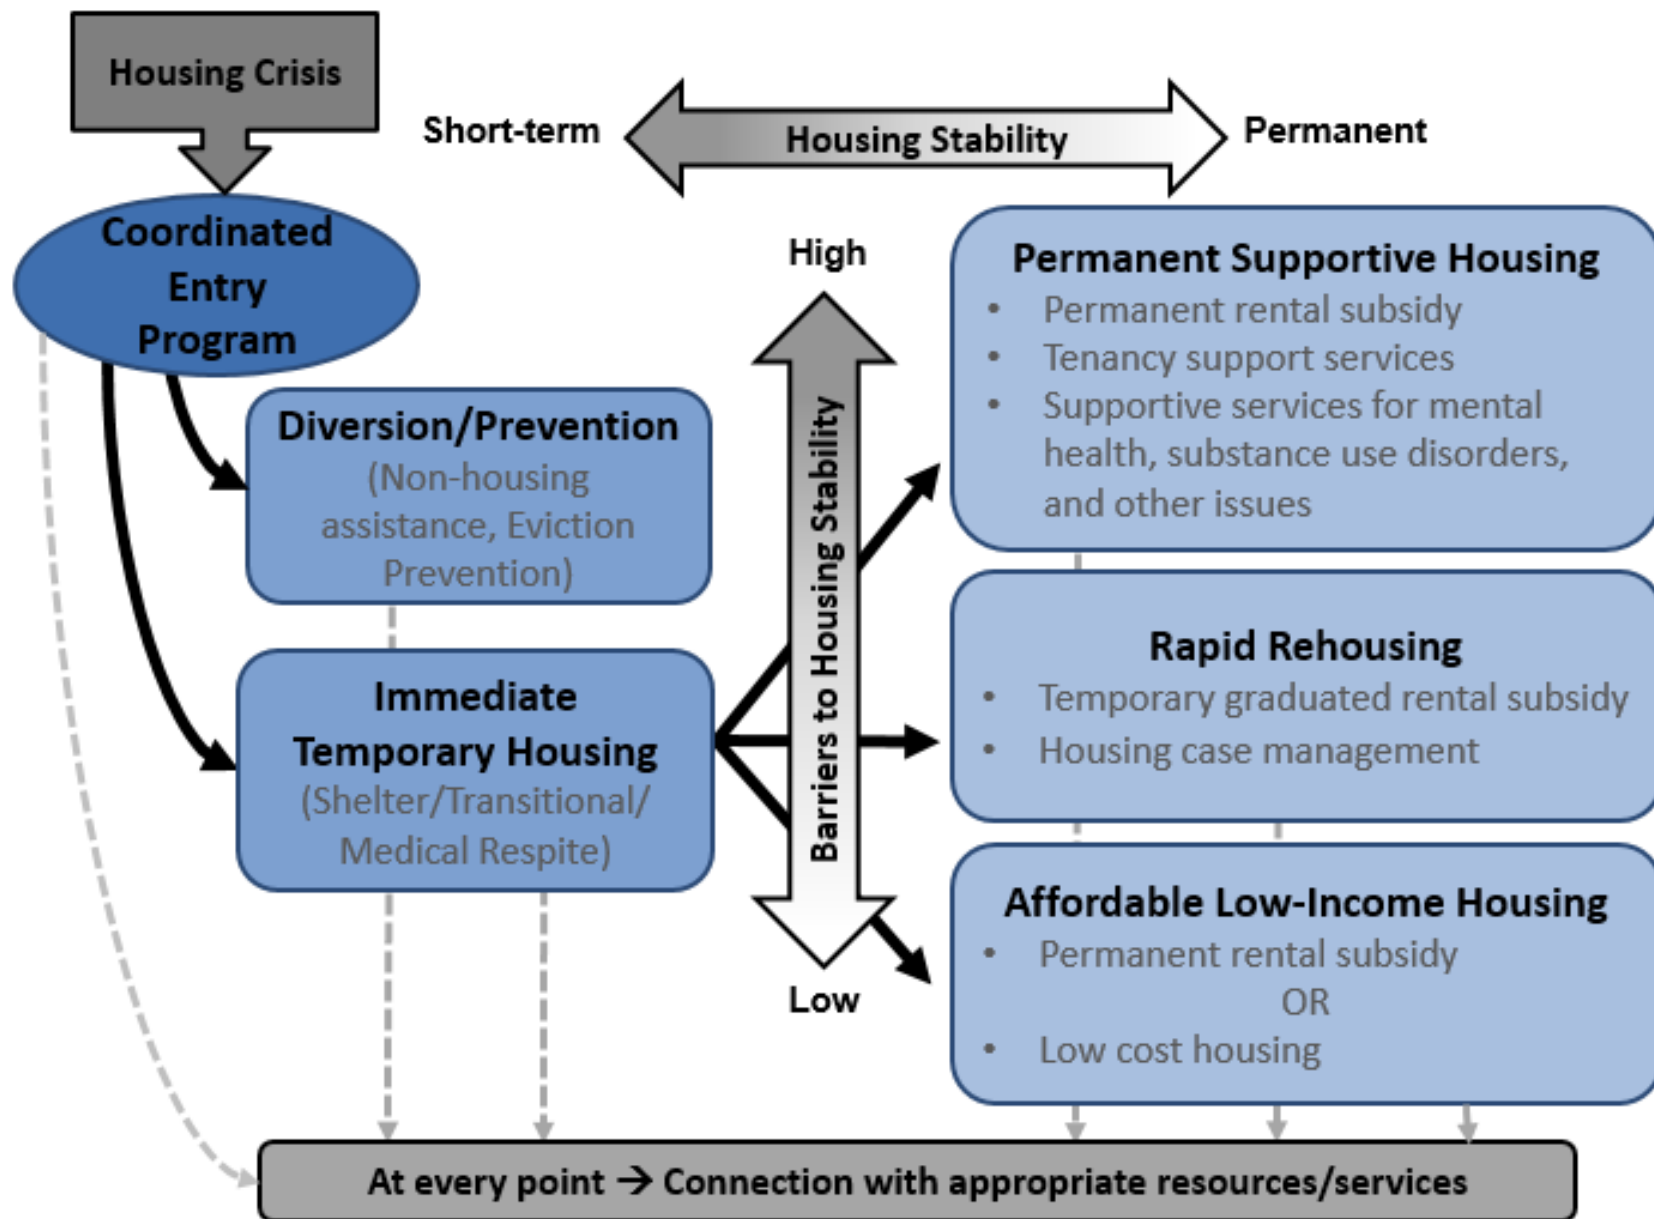 Housing Crisis
Short-term
Housing Stability
Permanent
Coordinated
Entry
Program
High
Barriers to Housing Stability
Low
Diversion/Prevention
(Non-housing
assistance, Eviction
Prevention)
Immediate
Temporary Housing
(Shelter/Transitional/
Medical Respite)
Permanent Supportive Housing
• Permanent rental subsidy
• Tenancy support services
• Supportive services for mental
health, substance use disorders,
and other issues
Rapid Rehousing
• Temporary graduated rental subsidy
• Housing case management
Affordable Low-Income Housing
• Permanent rental subsidy
OR
• Low cost housing
At every point → Connection with appropriate resources/services